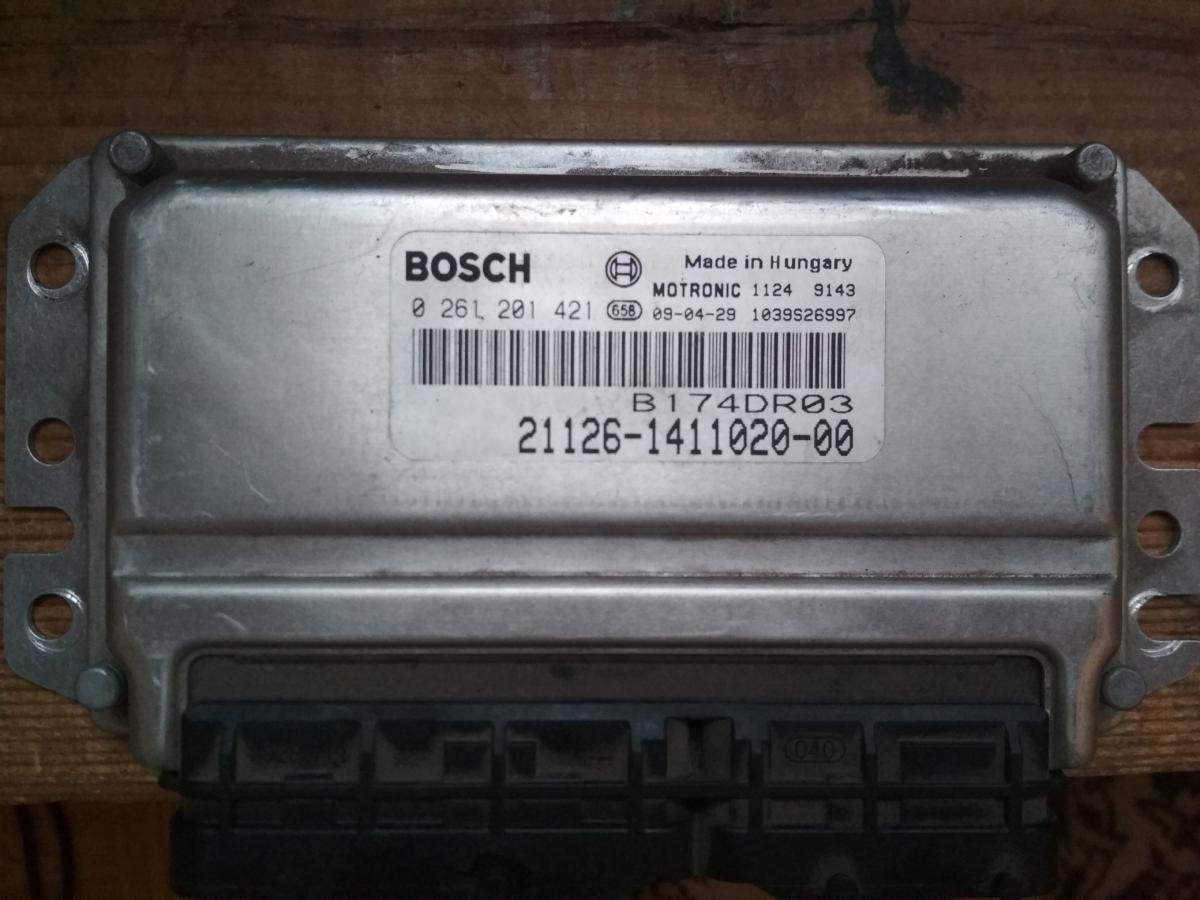 BOSCH
Made in Hungary
MOTRONIC 1124 9143
0 261 201 421 65B 09-04-29 1039S26997
B174DR03
21126-1411020-00
040